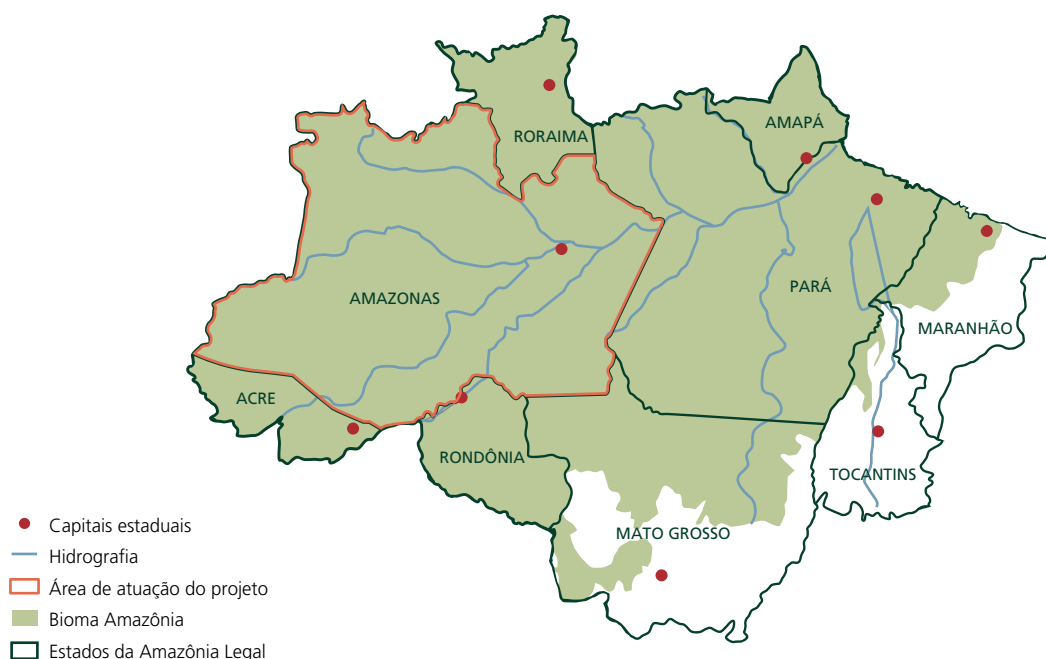 RORAIMA
AMAPÁ
AMAZONAS
PARÁ
MARANHÃO
ACRE
RONDÔNIA
TOCANTINS
MATO GROSSO
Capitais estaduais
Hidrografia
Área de atuação do projeto
Bioma Amazônia
Estados da Amazônia Legal